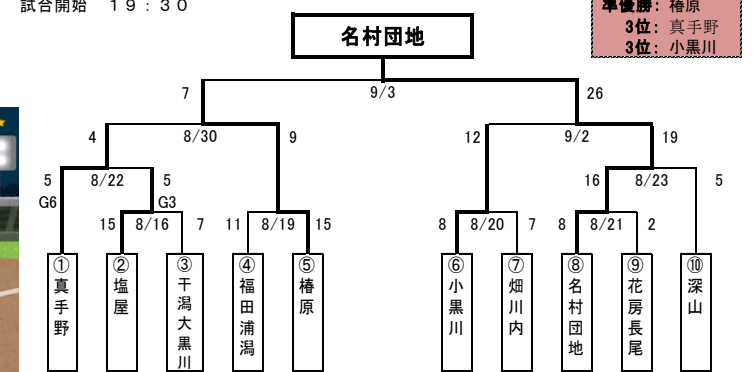 試合開始　１９：３０
準優勝: 椿原
3位: 真手野
3位: 小黒川
名村団地
7 9/3 26
4 8/30 9 12 9/2 19
5 8/22 5 16 8/23 5
G6 G3
15 8/16 7 11 8/19 15 8 8/20 7 8 8/21 2
①真手野
②塩屋
③干潟大黒川
④福田浦潟
⑤椿原
⑥小黒川
⑦畑川内
⑧名村団地
⑨花房長尾
⑩深山